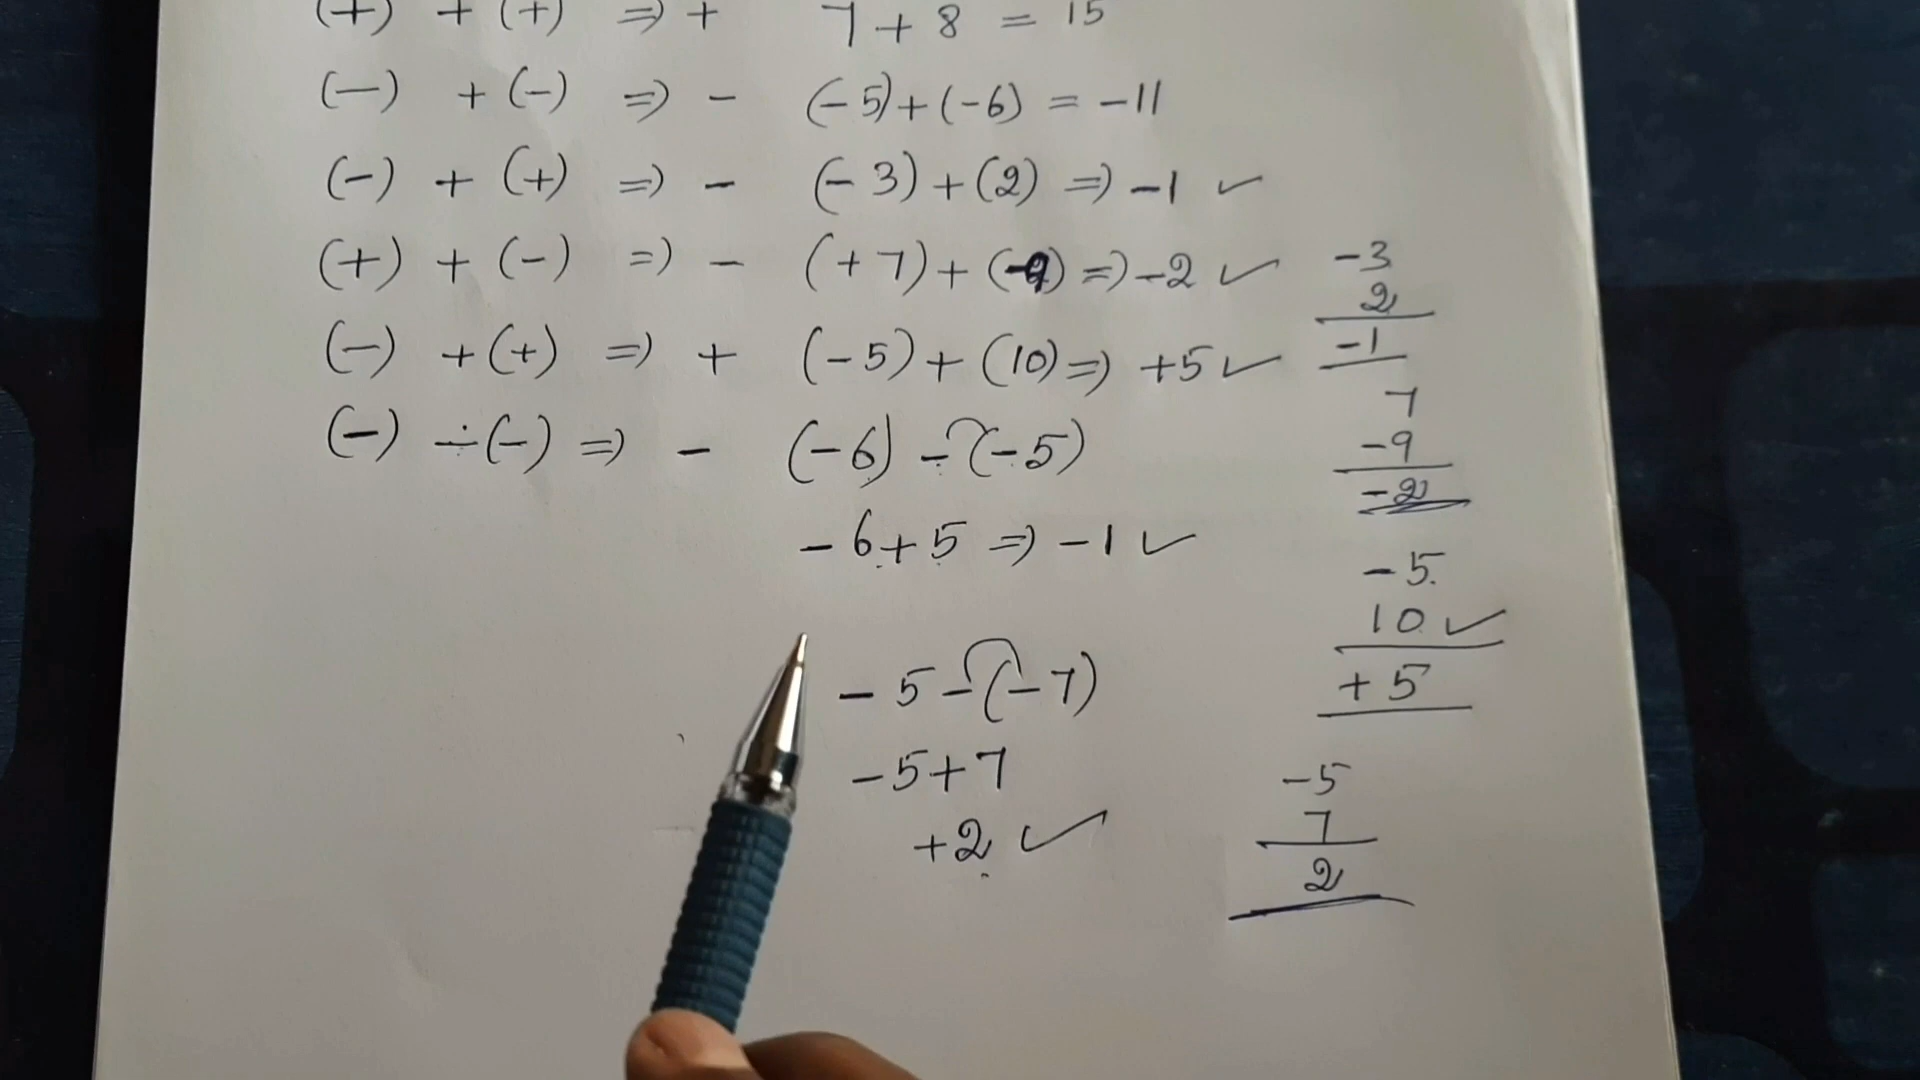 (+) + (+) => + 7 + 8 = 15
(-) + (-) => - (-5)+(-6) = -11
(-) + (+) => - (-3)+(2) => -1 ✓
(+) + (-) => - (+7)+(-9) => -2 ✓
(-) + (+) => + (-5)+(10) => +5 ✓
(-) ÷ (-) => - (-6) - (-5)
-6+5 => -1 ✓
-5-(-7)
-5+7
+2 ✓
-3
2
-1
7
-9
-2
-5
10 ✓
+5
-5
7
2